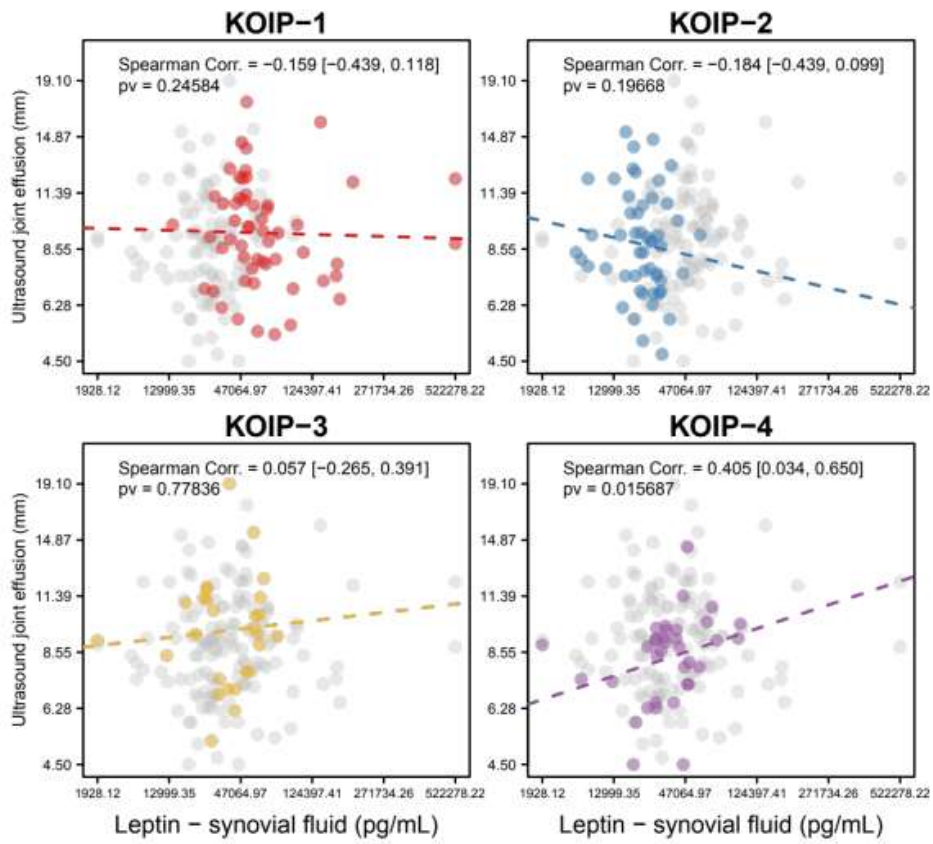 KOIP−1
Spearman Corr. = −0.159 [−0.439, 0.118]
pv = 0.24584
Ultrasound joint effusion (mm)
19.10
14.87
11.39
8.55
6.28
4.50
1928.12 12999.35 47064.97 124397.41 271734.26 522278.22
KOIP−2
Spearman Corr. = −0.184 [−0.439, 0.099]
pv = 0.19668
19.10
14.87
11.39
8.55
6.28
4.50
1928.12 12999.35 47064.97 124397.41 271734.26 522278.22
KOIP−3
Spearman Corr. = 0.057 [−0.265, 0.391]
pv = 0.77836
Ultrasound joint effusion (mm)
19.10
14.87
11.39
8.55
6.28
4.50
1928.12 12999.35 47064.97 124397.41 271734.26 522278.22
Leptin − synovial fluid (pg/mL)
KOIP−4
Spearman Corr. = 0.405 [0.034, 0.650]
pv = 0.015687
19.10
14.87
11.39
8.55
6.28
4.50
1928.12 12999.35 47064.97 124397.41 271734.26 522278.22
Leptin − synovial fluid (pg/mL)